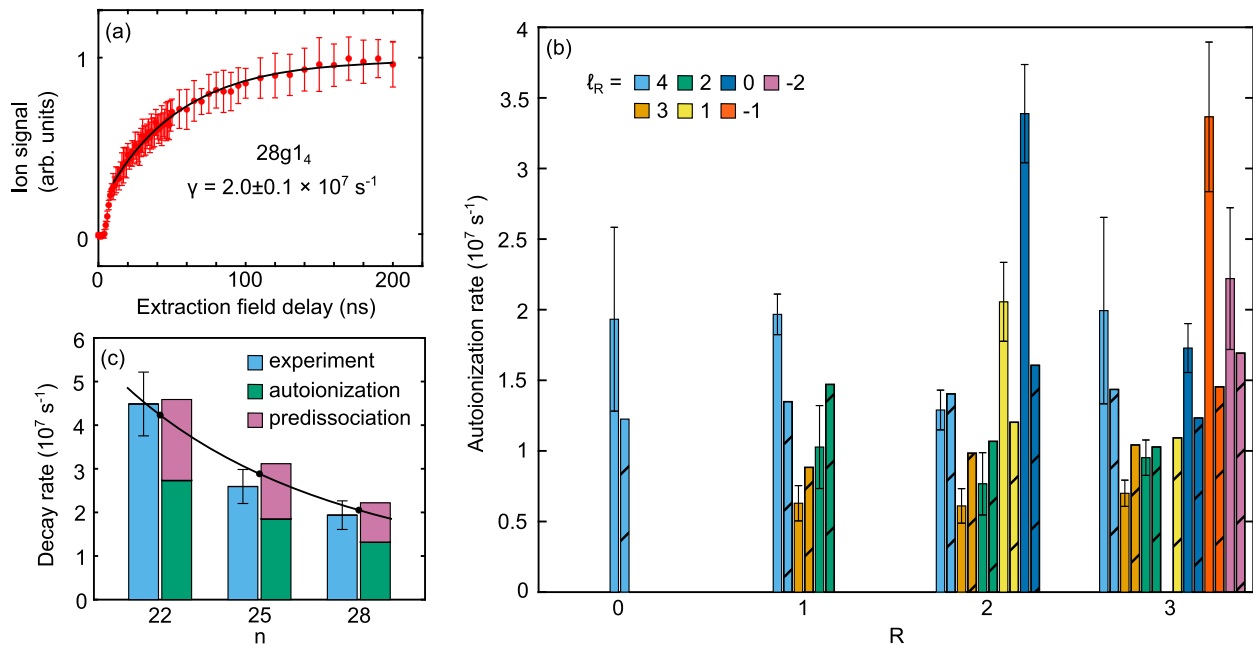 (a)
1
0
Ion signal
(arb. units)
28g1₄
γ = 2.0±0.1 × 10⁷ s⁻¹
0 100 200
Extraction field delay (ns)
(b)
ℓ_R = 4 2 0 -2
3 1 -1
4
3.5
3
2.5
2
1.5
1
0.5
0
Autoionization rate (10⁷ s⁻¹)
0 1 2 3
R
(c)
experiment
autoionization
predissociation
6
5
4
3
2
1
0
Decay rate (10⁷ s⁻¹)
22 25 28
n